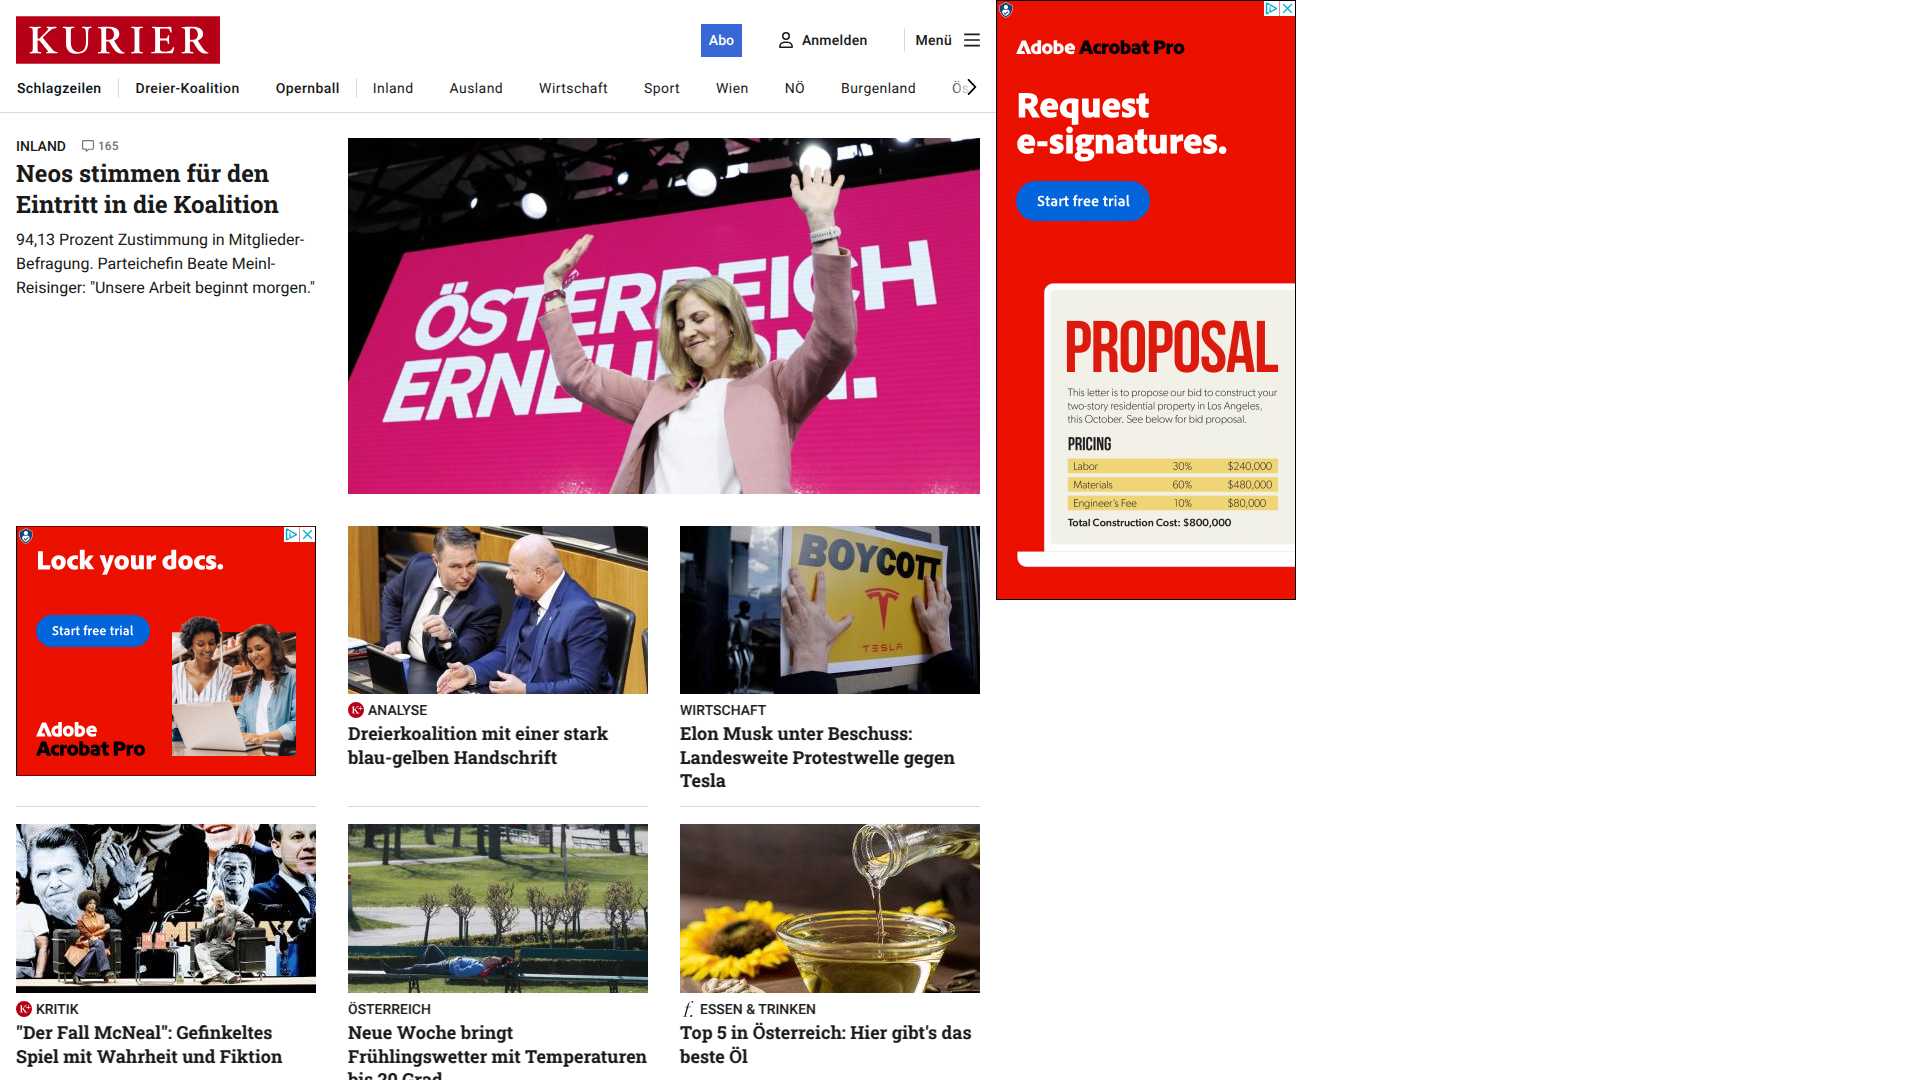 KURIER
Abo
Anmelden
Menü
Schlagzeilen
Dreier-Koalition
Opernball
Inland
Ausland
Wirtschaft
Sport
Wien
NÖ
Burgenland
INLAND 165
Neos stimmen für den
Eintritt in die Koalition
94,13 Prozent Zustimmung in Mitglieder-
Befragung. Parteichefin Beate Meinl-
Reisinger: "Unsere Arbeit beginnt morgen."
Adobe Acrobat Pro
Request
e-signatures.
Start free trial
PROPOSAL
This letter is to propose our bid to construct your
two-story residential property in Los Angeles,
this October. See below for bid proposal.
PRICING
Labor 30% $240,000
Materials 60% $480,000
Engineer's Fee 10% $80,000
Total Construction Cost: $800,000
Lock your docs.
Start free trial
Adobe
Acrobat Pro
BOYCOTT
TESLA
K+ ANALYSE
Dreierkoalition mit einer stark
blau-gelben Handschrift
WIRTSCHAFT
Elon Musk unter Beschuss:
Landesweite Protestwelle gegen
Tesla
K+ KRITIK
"Der Fall McNeal": Gefinkeltes
Spiel mit Wahrheit und Fiktion
ÖSTERREICH
Neue Woche bringt
Frühlingswetter mit Temperaturen
bis 20 Grad
f. ESSEN & TRINKEN
Top 5 in Österreich: Hier gibt's das
beste Öl